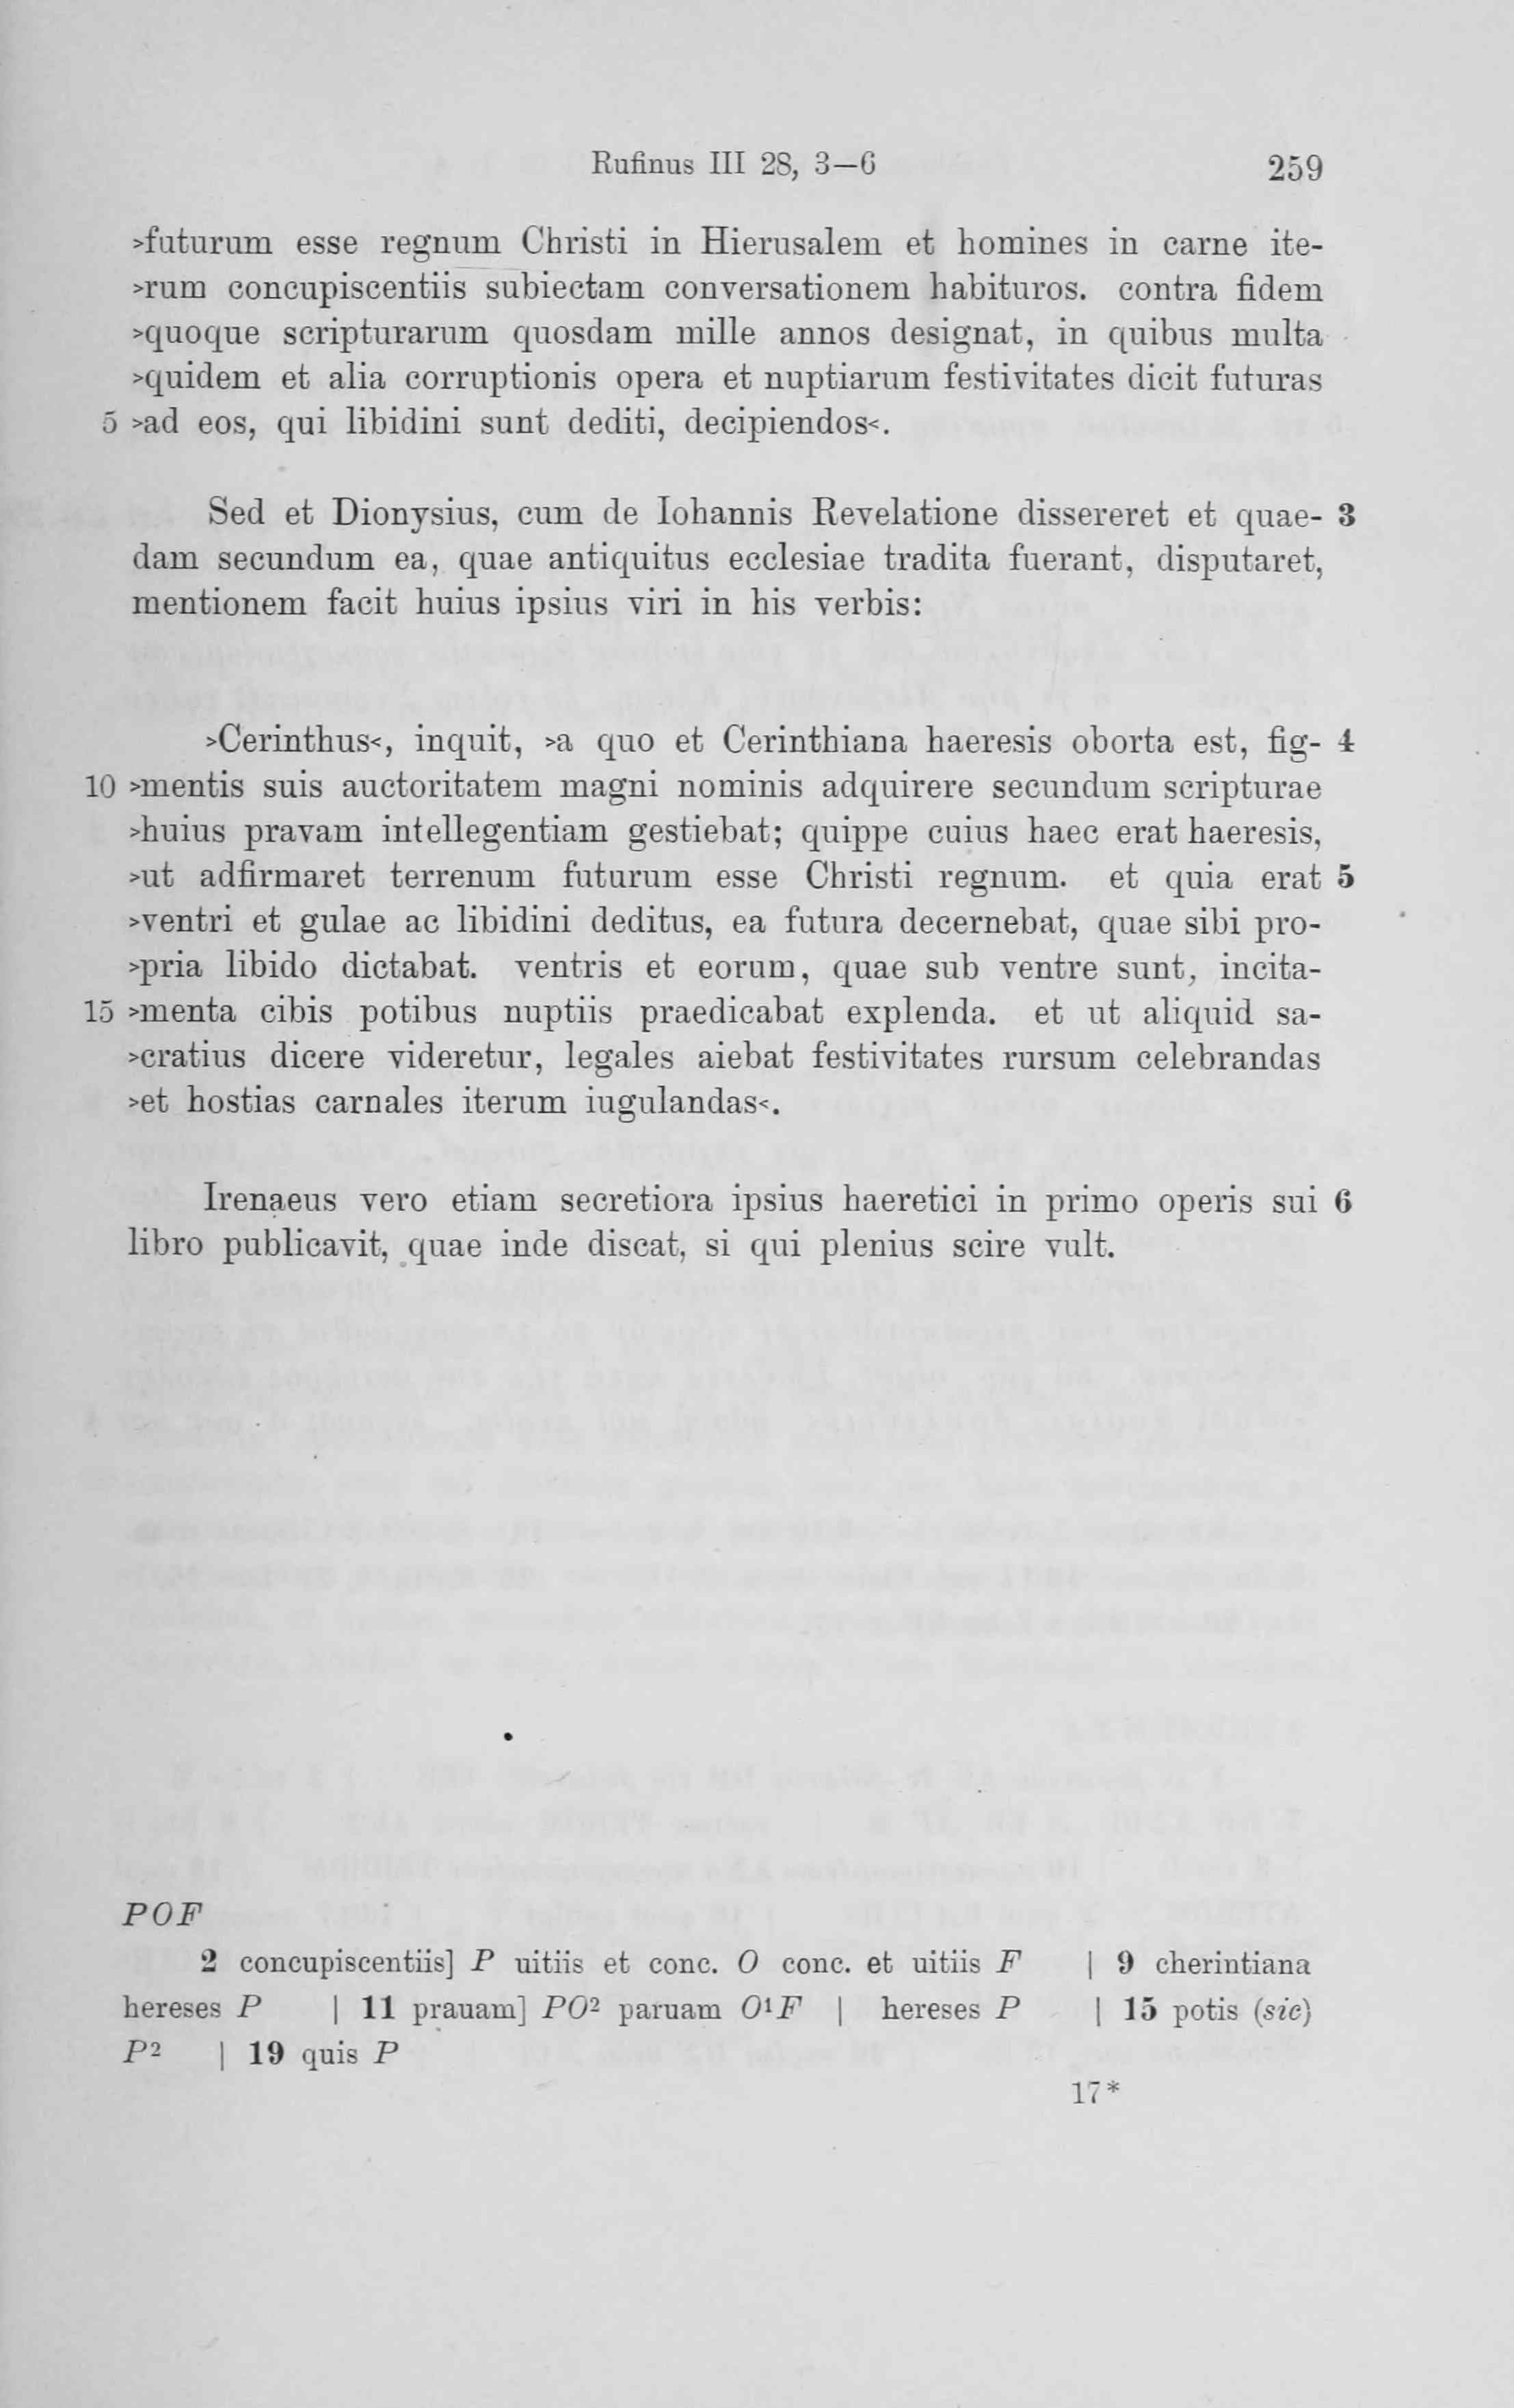 Rufinus III 28, 3—6 259
>futurum esse regnum Christi in Hierusalem et homines in carne ite-
>rum concupiscentiis subiectam conversationem habituros. contra fidem
>quoque scripturarum quosdam mille annos designat, in quibus multa
>quidem et alia corruptionis opera et nuptiarum festivitates dicit futuras
5 >ad eos, qui libidini sunt dediti, decipiendos<.
Sed et Dionysius, cum de Iohannis Revelatione dissereret et quae- 3
dam secundum ea, quae antiquitus ecclesiae tradita fuerant, disputaret,
mentionem facit huius ipsius viri in his verbis:
>Cerinthus<, inquit, >a quo et Cerinthiana haeresis oborta est, fig- 4
10 >mentis suis auctoritatem magni nominis adquirere secundum scripturae
>huius pravam intellegentiam gestiebat; quippe cuius haec erat haeresis,
>ut adfirmaret terrenum futurum esse Christi regnum. et quia erat 5
>ventri et gulae ac libidini deditus, ea futura decernebat, quae sibi pro-
>pria libido dictabat. ventris et eorum, quae sub ventre sunt, incita-
15 >menta cibis potibus nuptiis praedicabat explenda. et ut aliquid sa-
>cratius dicere videretur, legales aiebat festivitates rursum celebrandas
>et hostias carnales iterum iugulandas<.
Irenaeus vero etiam secretiora ipsius haeretici in primo operis sui 6
libro publicavit, quae inde discat, si qui plenius scire vult.
POF
2 concupiscentiis] P uitiis et conc. O conc. et uitiis F | 9 cherintiana
hereses P | 11 prauam] PO² paruam O¹F | hereses P | 15 potis (sic)
P² | 19 quis P
17*